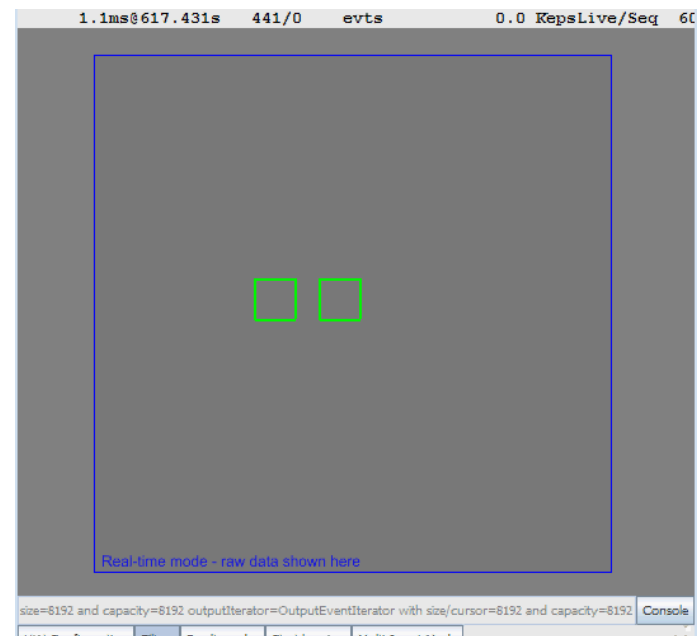 1.1ms@617.431s 441/0 evts 0.0 KepsLive/Seq 60
Real-time mode - raw data shown here
size=8192 and capacity=8192 outputIterator=OutputEventIterator with size/cursor=8192 and capacity=8192 Console